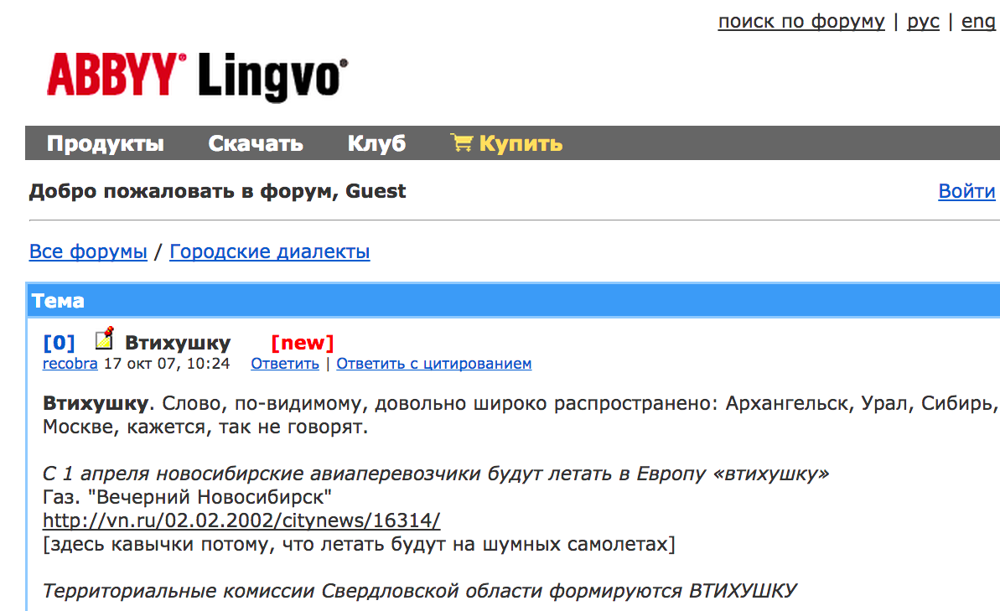 поиск по форуму | рус | eng
ABBYY® Lingvo®
Продукты Скачать Клуб Купить
Добро пожаловать в форум, Guest Войти
Все форумы / Городские диалекты
Тема
[0] Втихушку [new]
recobra 17 окт 07, 10:24 Ответить | Ответить с цитированием
Втихушку. Слово, по-видимому, довольно широко распространено: Архангельск, Урал, Сибирь,
Москве, кажется, так не говорят.
С 1 апреля новосибирские авиаперевозчики будут летать в Европу «втихушку»
Газ. "Вечерний Новосибирск"
http://vn.ru/02.02.2002/citynews/16314/
[здесь кавычки потому, что летать будут на шумных самолетах]
Территориальные комиссии Свердловской области формируются ВТИХУШКУ